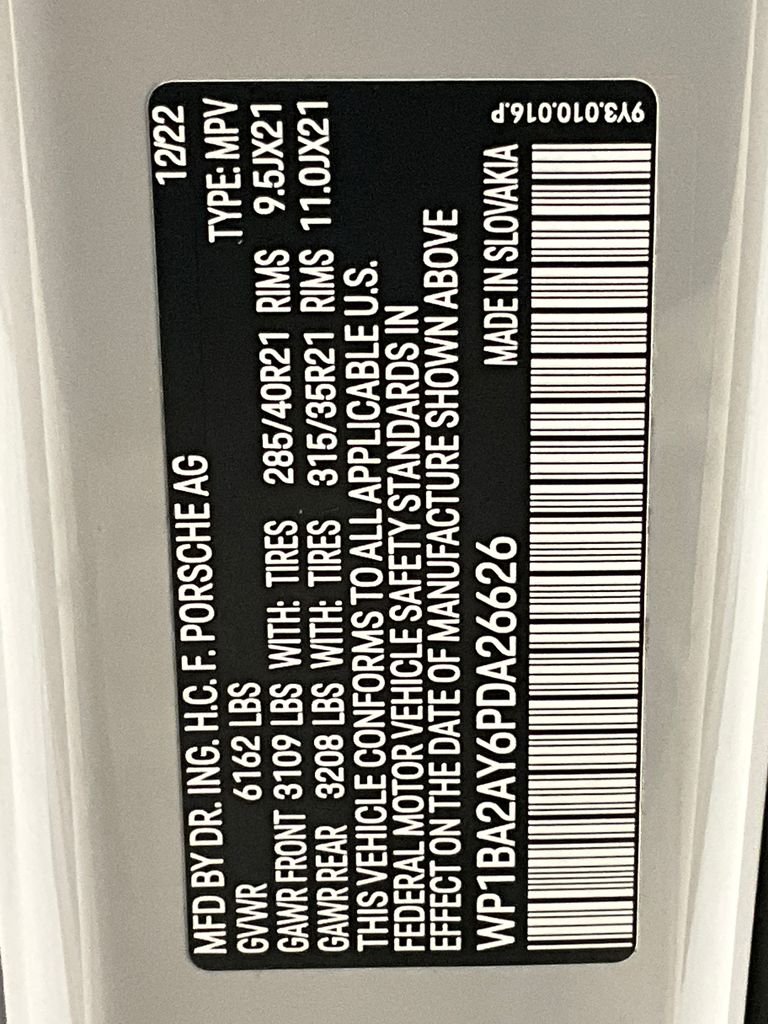 MFD BY DR. ING. H.C. F. PORSCHE AG 12/22
GVWR 6162 LBS TYPE: MPV
GAWR FRONT 3109 LBS WITH: TIRES 285/40R21 RIMS 9.5JX21
GAWR REAR 3208 LBS WITH: TIRES 315/35R21 RIMS 11.0JX21
THIS VEHICLE CONFORMS TO ALL APPLICABLE U.S.
FEDERAL MOTOR VEHICLE SAFETY STANDARDS IN
EFFECT ON THE DATE OF MANUFACTURE SHOWN ABOVE
WP1BA2AY6PDA26626 MADE IN SLOVAKIA
9Y3.010.016.P